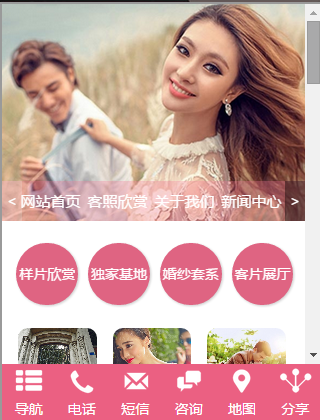 < 网站首页 客照欣赏 关于我们 新闻中心 >
样片欣赏 独家基地 婚纱套系 客片展厅
导航 电话 短信 咨询 地图 分享